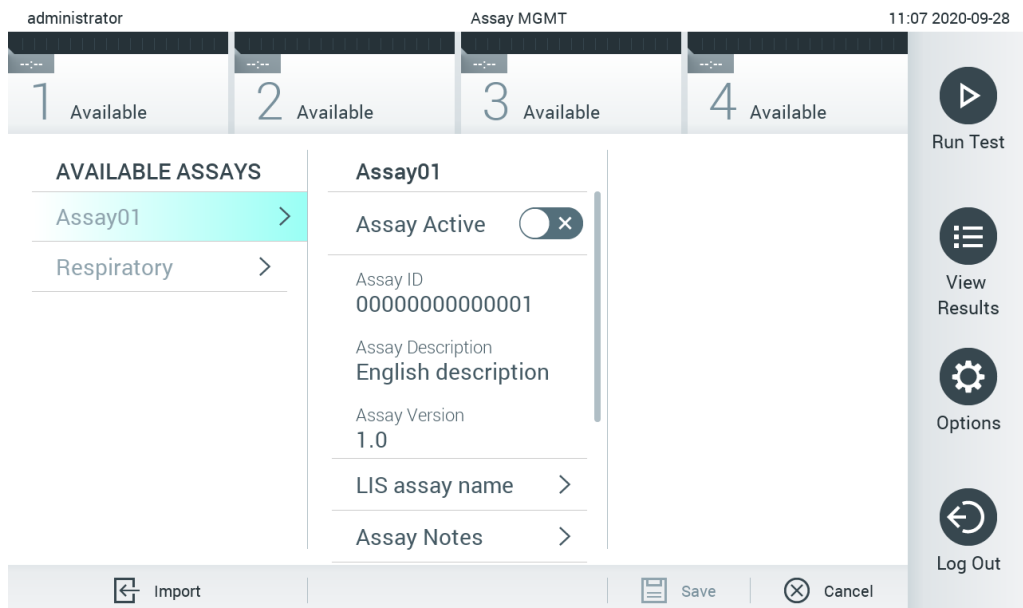 administrator
Assay MGMT
11:07 2020-09-28
--:--
1 Available
--:--
2 Available
--:--
3 Available
--:--
4 Available
AVAILABLE ASSAYS
Assay01
Respiratory
Assay01
Assay Active
Assay ID
00000000000001
Assay Description
English description
Assay Version
1.0
LIS assay name
Assay Notes
Import
Save
Cancel
Run Test
View
Results
Options
Log Out